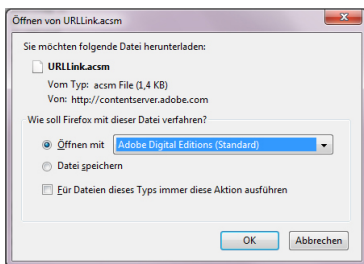 Öffnen von URLLink.acsm
Sie möchten folgende Datei herunterladen:
URLLink.acsm
Vom Typ: acsm File (1,4 KB)
Von: http://contentserver.adobe.com
Wie soll Firefox mit dieser Datei verfahren?
Öffnen mit Adobe Digital Editions (Standard)
Datei speichern
Für Dateien dieses Typs immer diese Aktion ausführen
OK Abbrechen